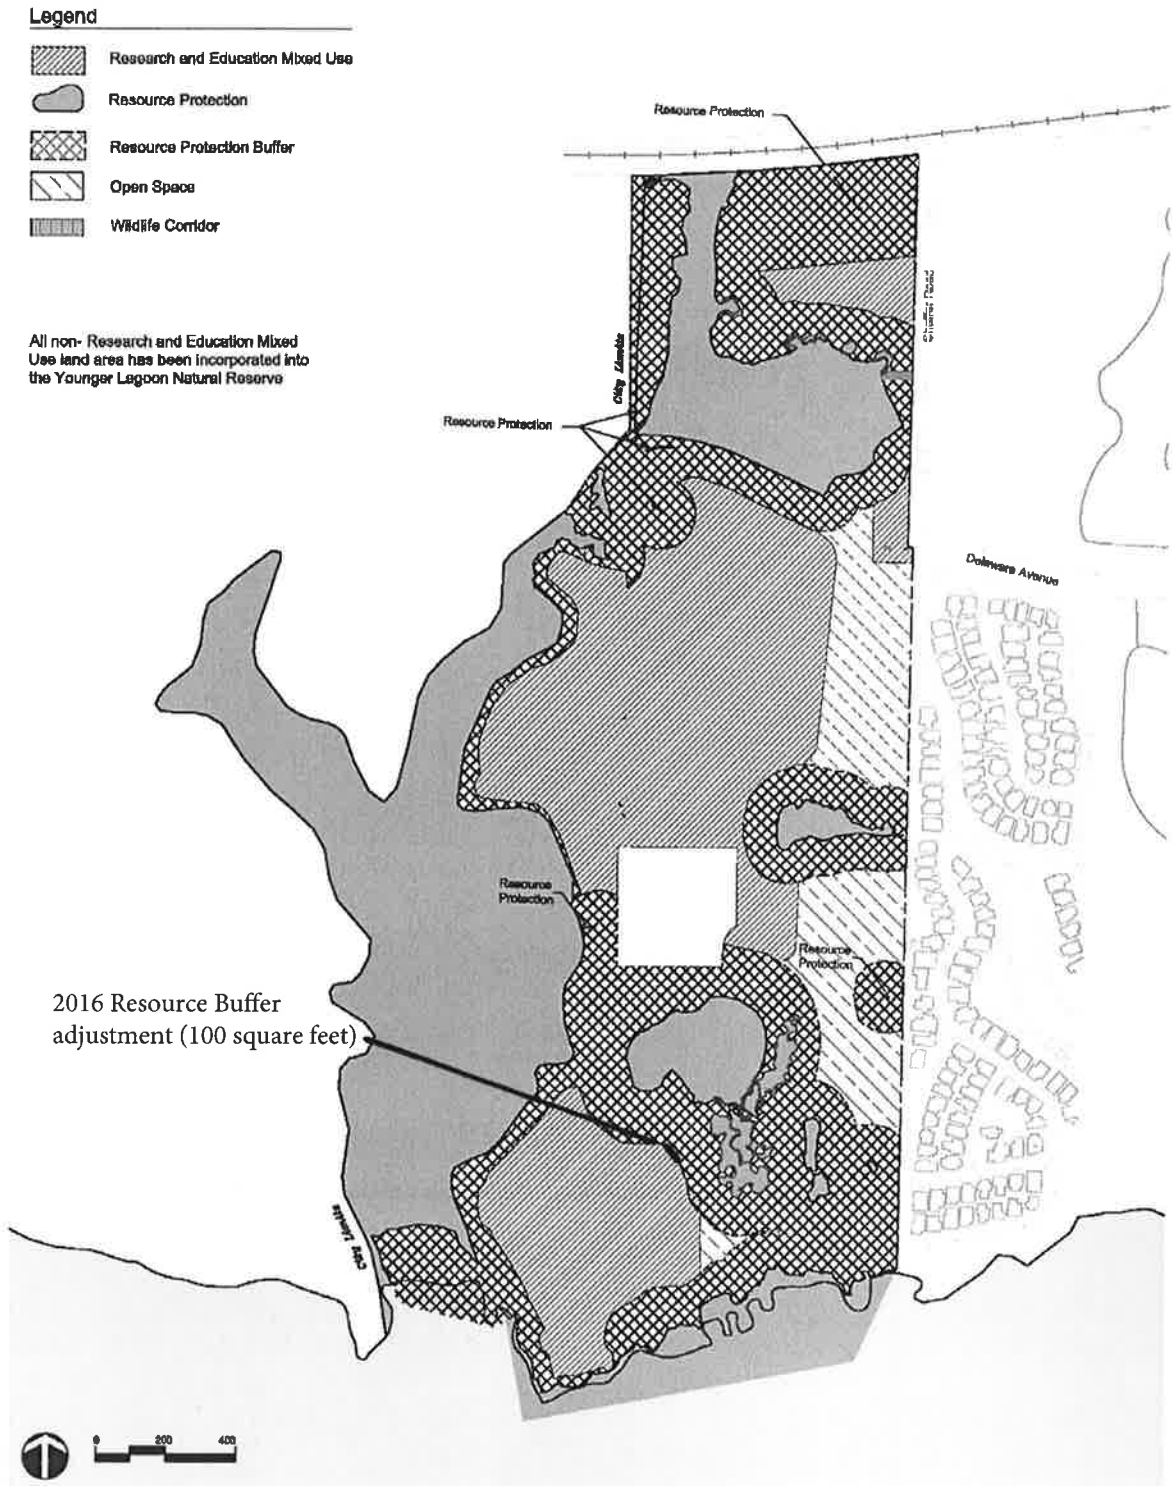 Legend
Research and Education Mixed Use
Resource Protection
Resource Protection Buffer
Open Space
Wildlife Corridor
All non- Research and Education Mixed
Use land area has been incorporated into
the Younger Lagoon Natural Reserve
Resource Protection
City Limits
Resource Protection
Delaware Avenue
Resource
Protection
Resource
Protection
2016 Resource Buffer
adjustment (100 square feet)
City Limits
0 200 400